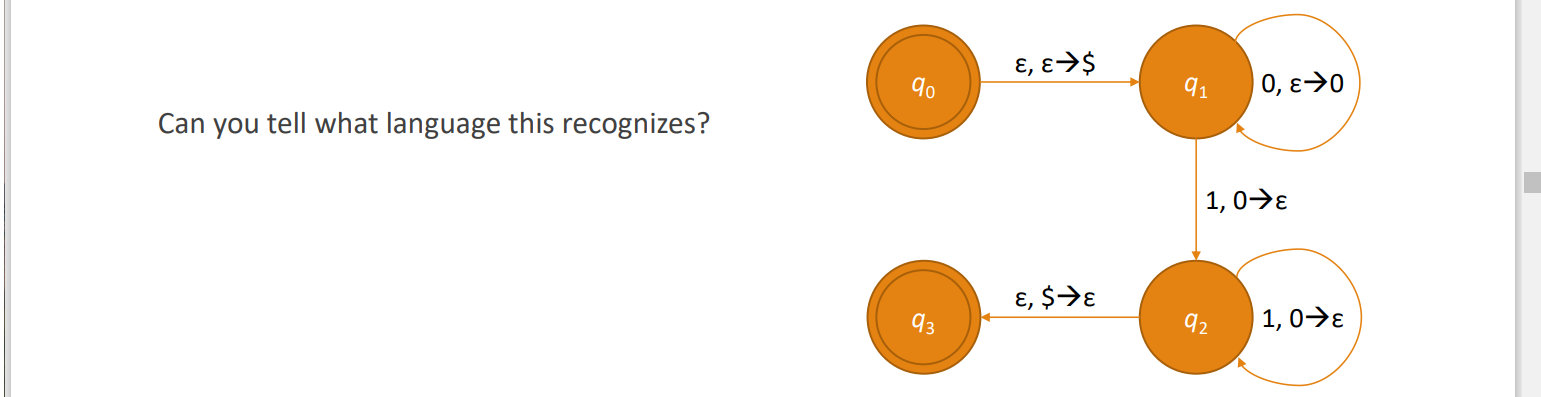 ε, ε→$
q0
q1
0, ε→0
Can you tell what language this recognizes?
1, 0→ε
ε, $→ε
q3
q2
1, 0→ε